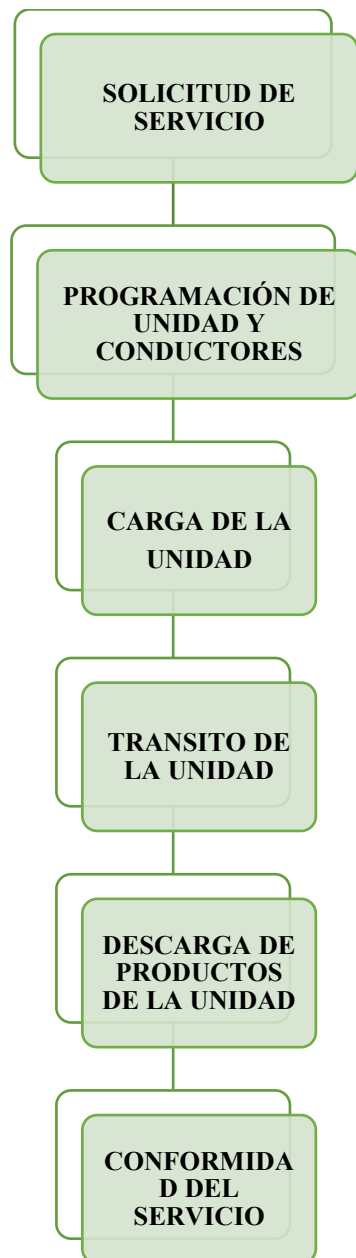 SOLICITUD DE
SERVICIO
PROGRAMACIÓN DE
UNIDAD Y
CONDUCTORES
CARGA DE LA
UNIDAD
TRANSITO DE
LA UNIDAD
DESCARGA DE
PRODUCTOS
DE LA UNIDAD
CONFORMIDA
D DEL
SERVICIO